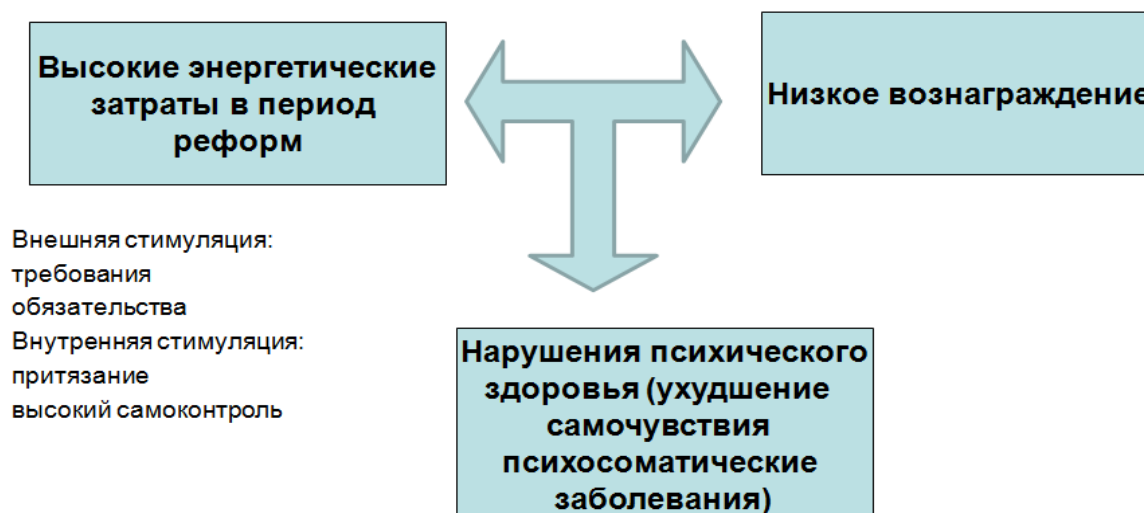 Высокие энергетические
затраты в период
реформ
Низкое вознаграждение
Внешняя стимуляция:
требования
обязательства
Внутренняя стимуляция:
притязание
высокий самоконтроль
Нарушения психического
здоровья (ухудшение
самочувствия
психосоматические
заболевания)